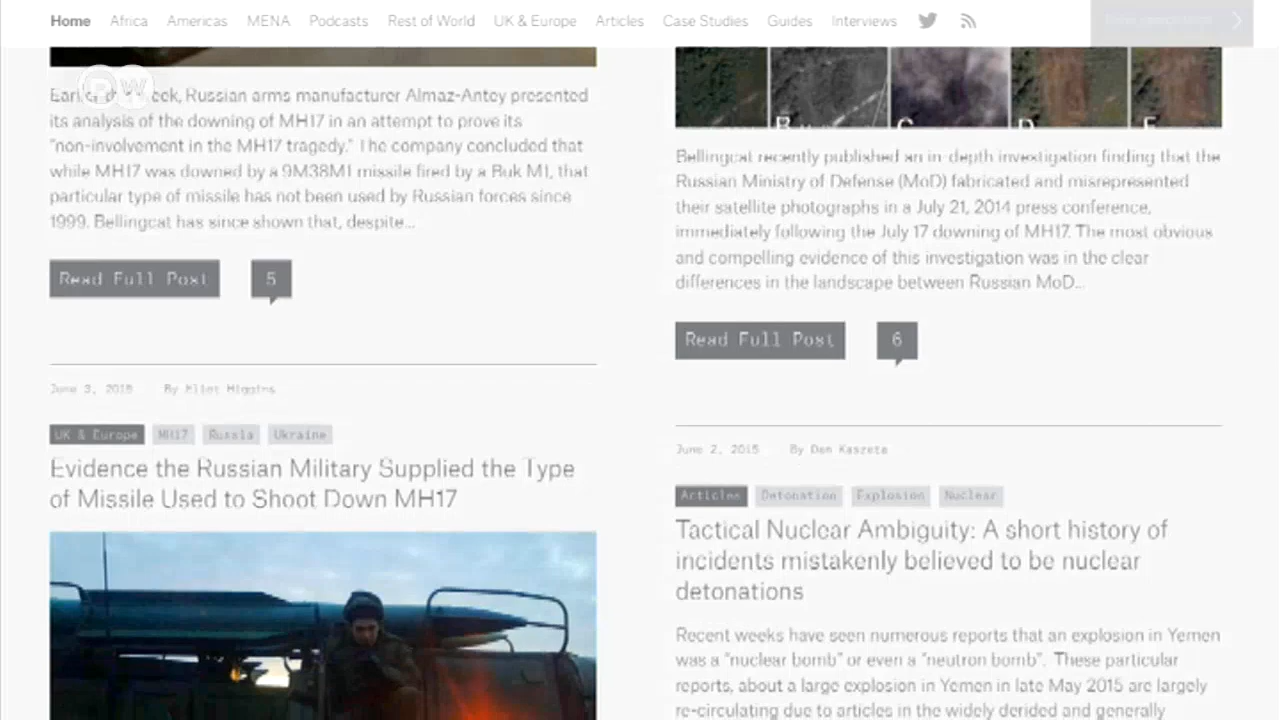 Home Africa Americas MENA Podcasts Rest of World UK & Europe Articles Case Studies Guides Interviews
DW
Earlier this week, Russian arms manufacturer Almaz-Antey presented
its analysis of the downing of MH17 in an attempt to prove its
"non-involvement in the MH17 tragedy." The company concluded that
while MH17 was downed by a 9M38M1 missile fired by a Buk M1, that
particular type of missile has not been used by Russian forces since
1999. Bellingcat has since shown that, despite...
Read Full Post 5
June 3, 2015 By Eliot Higgins
UK & Europe MH17 Russia Ukraine
Evidence the Russian Military Supplied the Type
of Missile Used to Shoot Down MH17
B C D E
Bellingcat recently published an in-depth investigation finding that the
Russian Ministry of Defense (MoD) fabricated and misrepresented
their satellite photographs in a July 21, 2014 press conference,
immediately following the July 17 downing of MH17. The most obvious
and compelling evidence of this investigation was in the clear
differences in the landscape between Russian MoD...
Read Full Post 6
June 2, 2015 By Dan Kaszeta
Articles Detonation Explosion Nuclear
Tactical Nuclear Ambiguity: A short history of
incidents mistakenly believed to be nuclear
detonations
Recent weeks have seen numerous reports that an explosion in Yemen
was a "nuclear bomb" or even a "neutron bomb". These particular
reports, about a large explosion in Yemen in late May 2015 are largely
re-circulating due to articles in the widely derided and generally